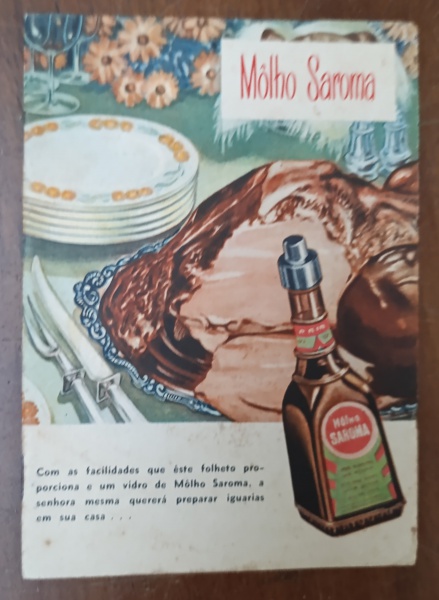 Môlho Saroma
Môlho
SAROMA
Com as facilidades que êste folheto pro-
porciona e um vidro de Môlho Saroma, a
senhora mesma quererá preparar iguarias
em sua casa . . .